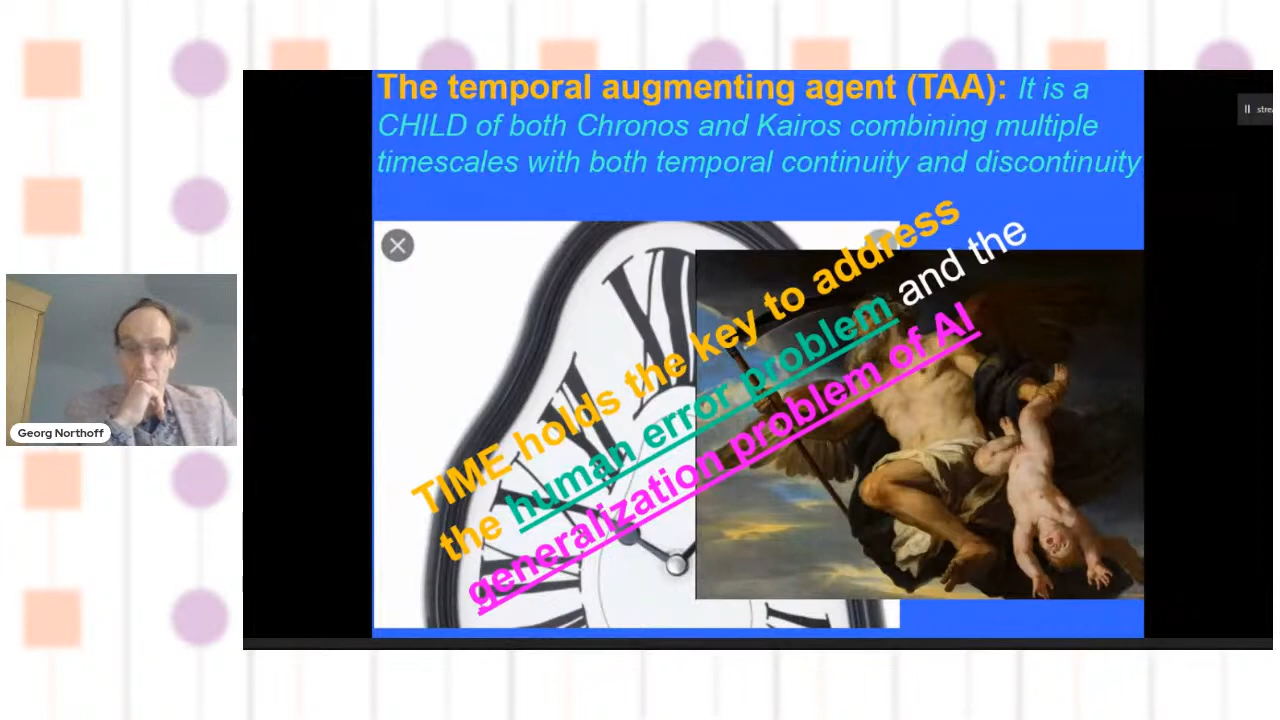 The temporal augmenting agent (TAA): It is a
CHILD of both Chronos and Kairos combining multiple
timescales with both temporal continuity and discontinuity
TIME holds the key to address
the human error problem and the
generalization problem of AI
Georg Northoff